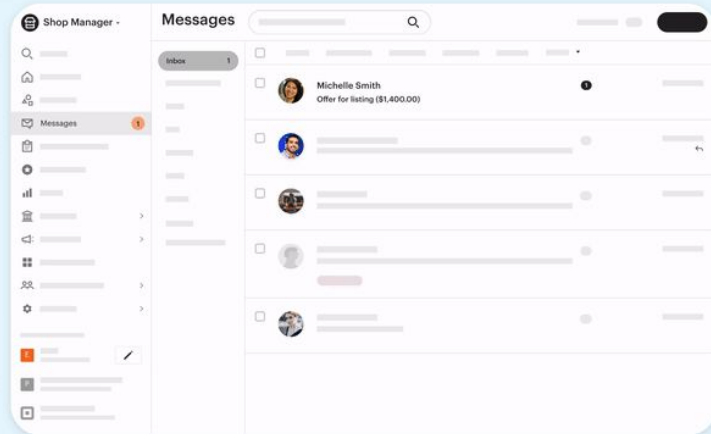 Shop Manager
Messages
Messages
1
Inbox 1
Michelle Smith
Offer for listing ($1,400.00)
1
E
P